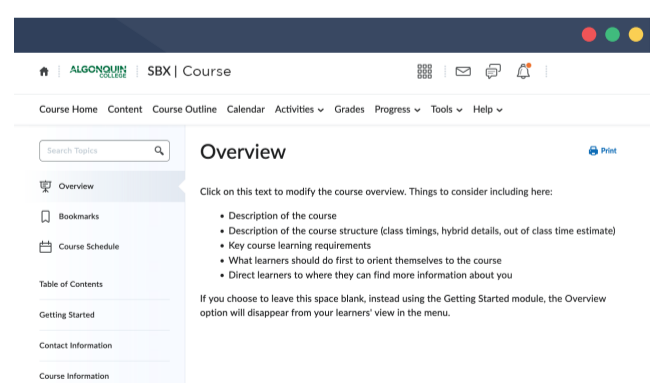 ALGONQUIN
COLLEGE
SBX | Course
Course Home Content Course Outline Calendar Activities Grades Progress Tools Help
Search Topics
Overview
Bookmarks
Course Schedule
Table of Contents
Getting Started
Contact Information
Course Information
Overview
Print
Click on this text to modify the course overview. Things to consider including here:
• Description of the course
• Description of the course structure (class timings, hybrid details, out of class time estimate)
• Key course learning requirements
• What learners should do first to orient themselves to the course
• Direct learners to where they can find more information about you
If you choose to leave this space blank, instead using the Getting Started module, the Overview
option will disappear from your learners' view in the menu.